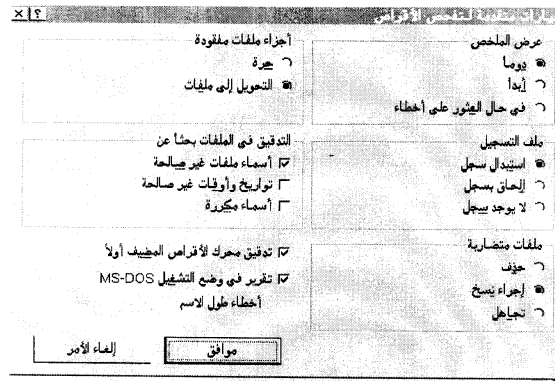 خيارات متقدمة لـتفحص الأقراص
عرض الملخص
دوما
أبدا
في حال العثور على أخطاء
ملف التسجيل
استبدال سجل
إلحاق بسجل
لا يوجد سجل
ملفات متضاربة
حذف
إجراء نسخ
تجاهل
أجزاء ملفات مفقودة
حرة
التحويل إلى ملفات
التدقيق في الملفات بحثاً عن
أسماء ملفات غير صالحة
تواريخ وأوقات غير صالحة
أسماء مكررة
تدقيق محرك الأقراص المضيف أولاً
تقرير في وضع التشغيل MS-DOS
أخطاء طول الاسم
موافق
إلغاء الأمر